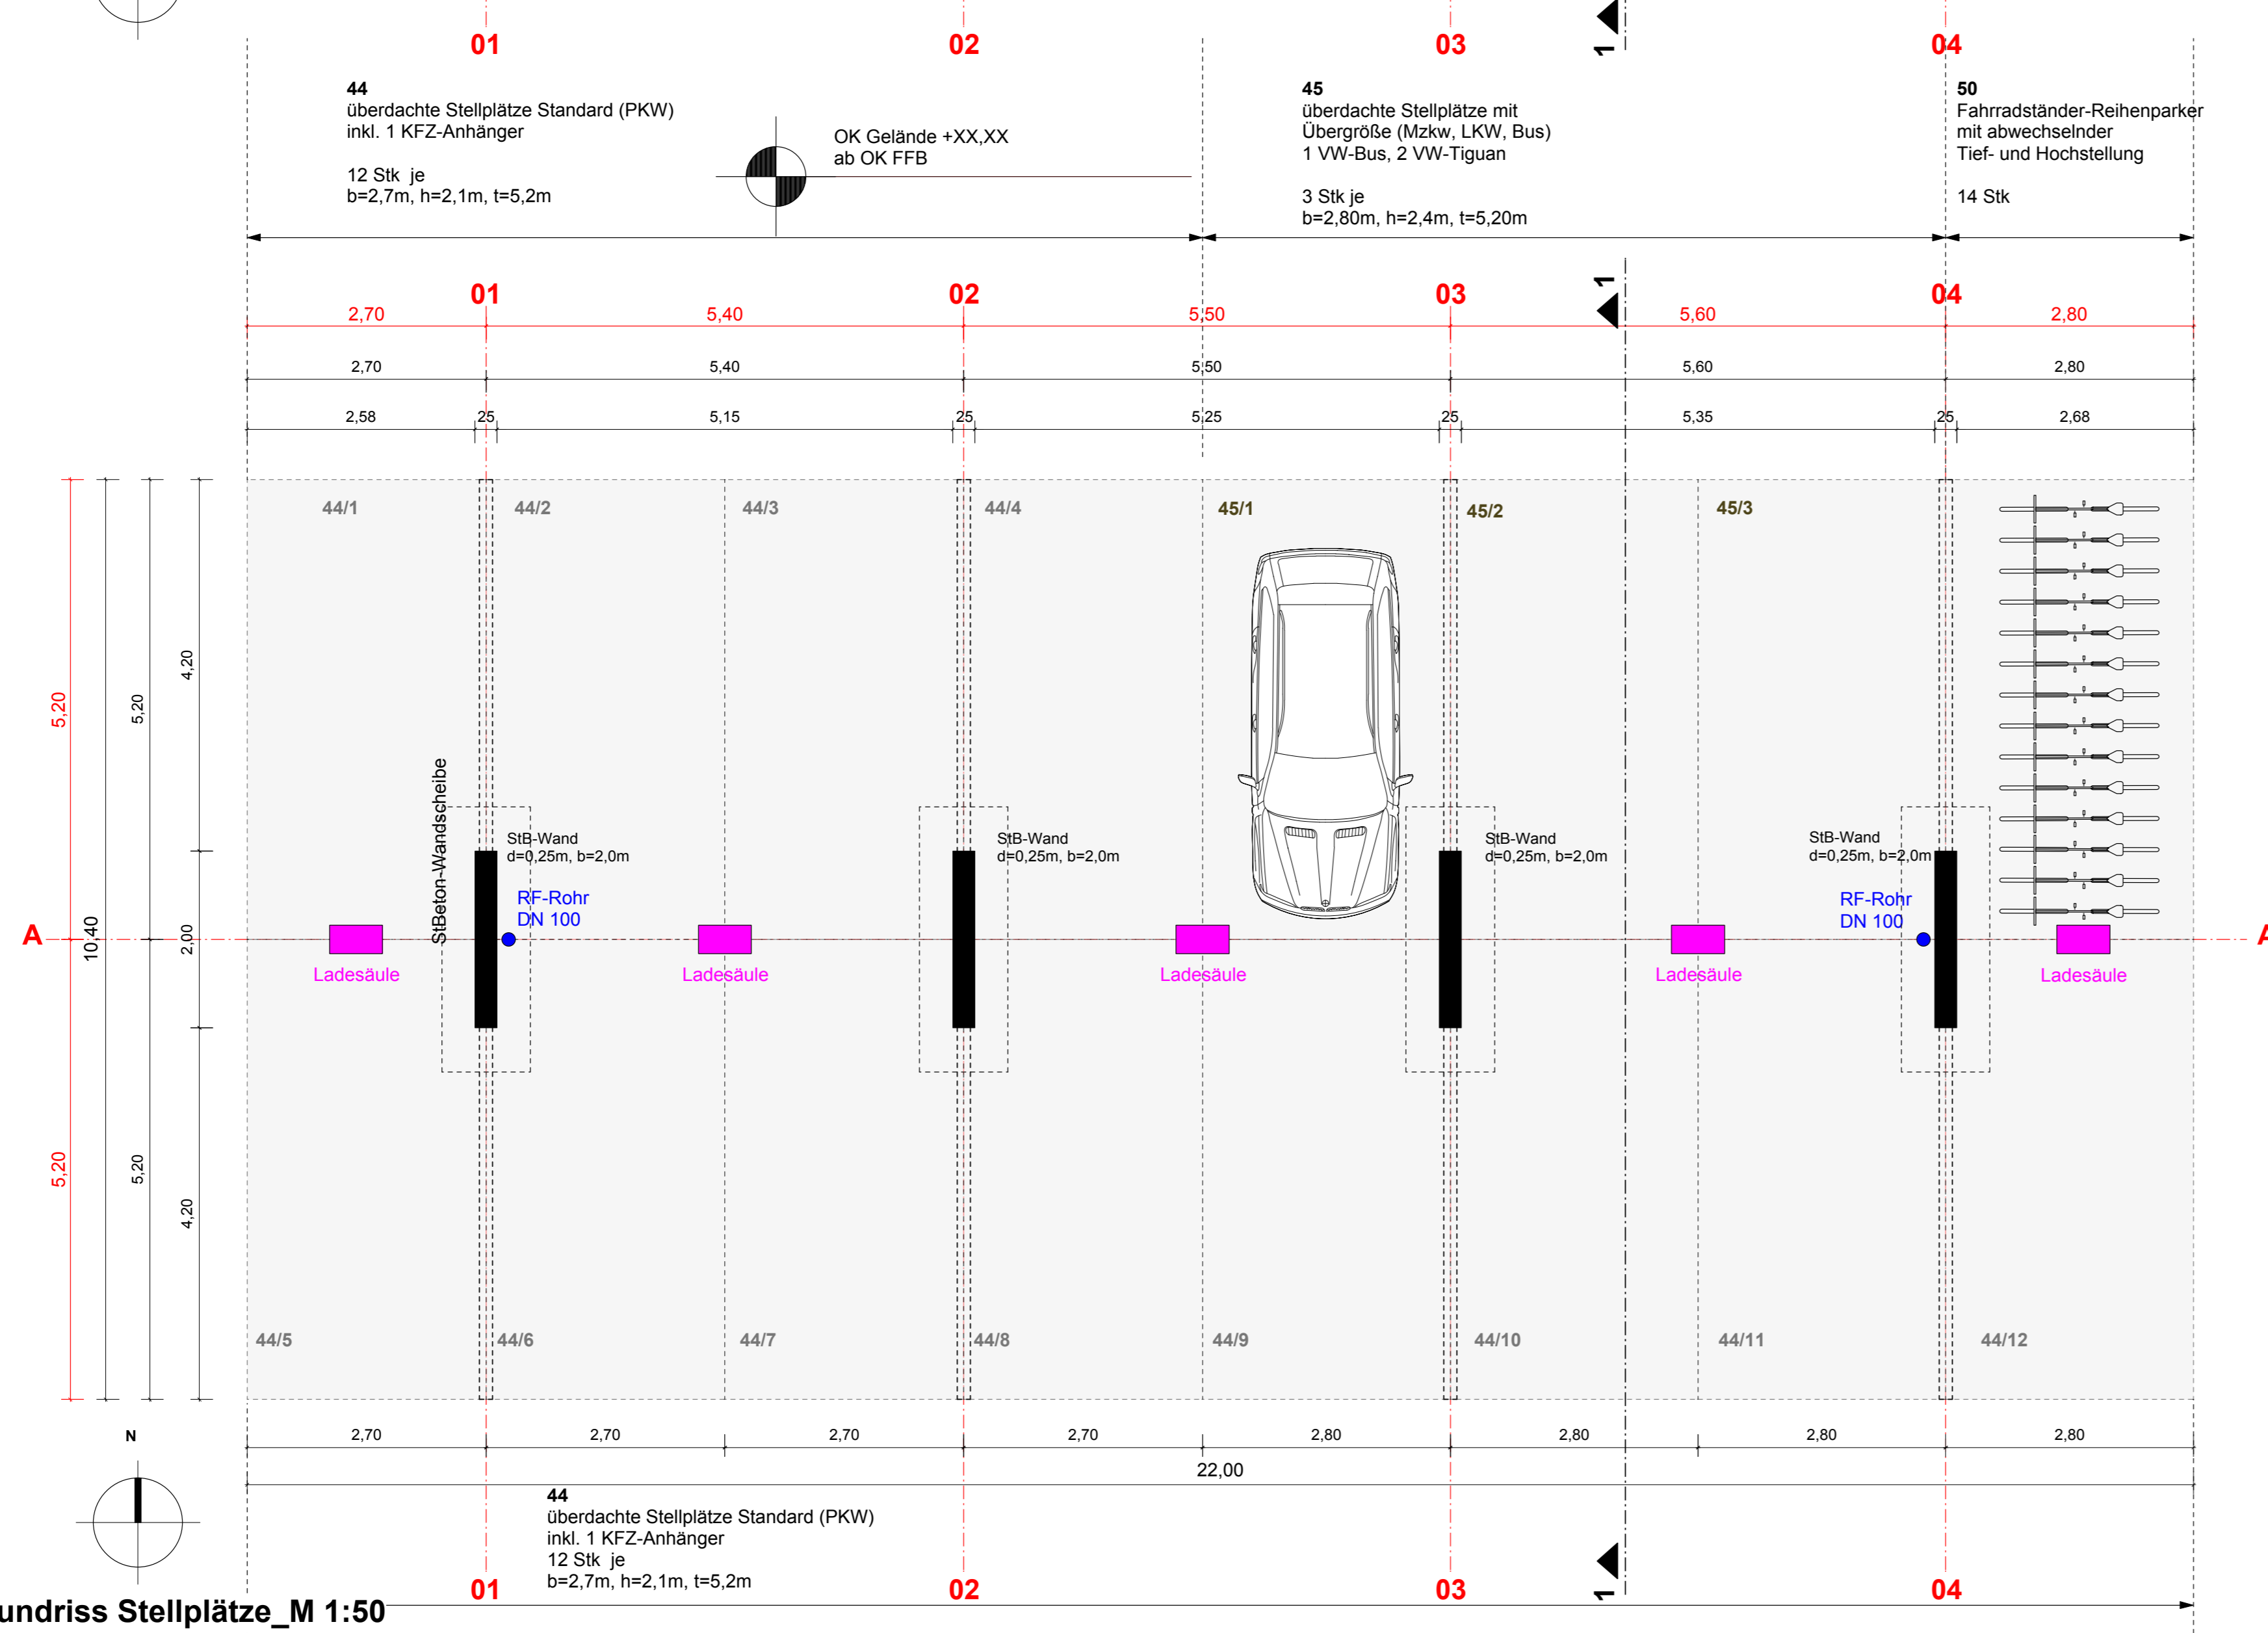 01
02
03
1
04
44
überdachte Stellplätze Standard (PKW)
inkl. 1 KFZ-Anhänger
12 Stk je
b=2,7m, h=2,1m, t=5,2m
OK Gelände +XX,XX
ab OK FFB
45
überdachte Stellplätze mit
Übergröße (Mzkw, LKW, Bus)
1 VW-Bus, 2 VW-Tiguan
3 Stk je
b=2,80m, h=2,4m, t=5,20m
50
Fahrradständer-Reihenparker
mit abwechselnder
Tief- und Hochstellung
14 Stk
01
02
03
1
04
2,70
5,40
5,50
5,60
2,80
2,70
5,40
5,50
5,60
2,80
2,58
25
5,15
25
5,25
25
5,35
25
2,68
44/1
44/2
44/3
44/4
45/1
45/2
45/3
5,20
10,40
5,20
4,20
2,00
StBeton-Wandscheibe
StB-Wand
d=0,25m, b=2,0m
StB-Wand
d=0,25m, b=2,0m
StB-Wand
d=0,25m, b=2,0m
StB-Wand
d=0,25m, b=2,0m
RF-Rohr
DN 100
RF-Rohr
DN 100
A
A
Ladesäule
Ladesäule
Ladesäule
Ladesäule
Ladesäule
5,20
5,20
4,20
44/5
44/6
44/7
44/8
44/9
44/10
44/11
44/12
N
2,70
2,70
2,70
2,70
2,80
2,80
2,80
2,80
22,00
44
überdachte Stellplätze Standard (PKW)
inkl. 1 KFZ-Anhänger
12 Stk je
b=2,7m, h=2,1m, t=5,2m
01
02
03
1
04
undriss Stellplätze_M 1:50